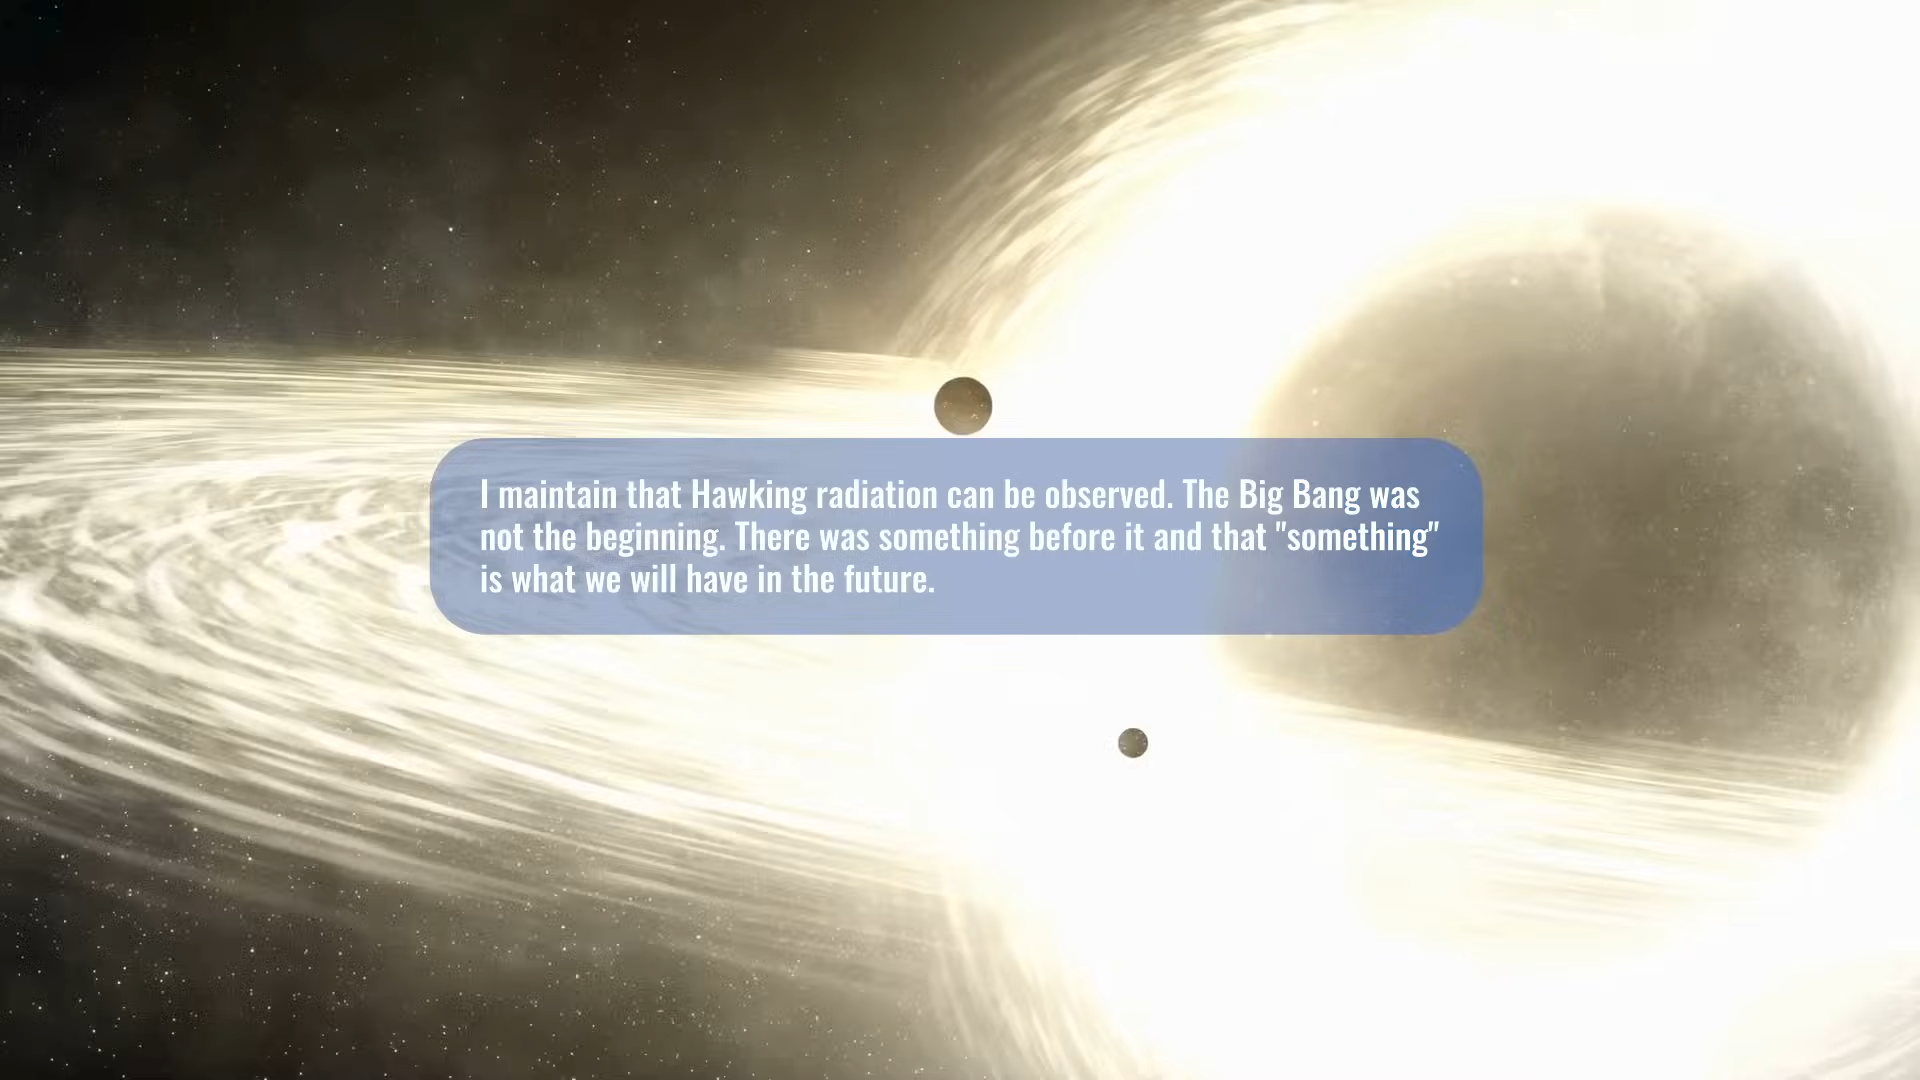 I maintain that Hawking radiation can be observed. The Big Bang was
not the beginning. There was something before it and that "something"
is what we will have in the future.